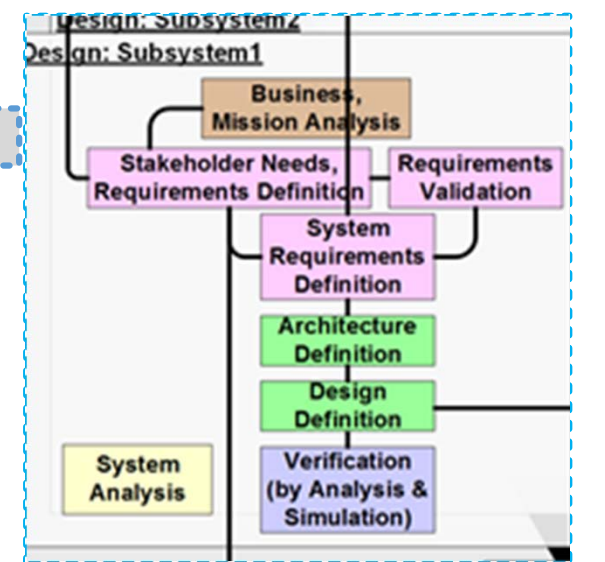 Design: Subsystem2
Design: Subsystem1
Business,
Mission Analysis
Stakeholder Needs,
Requirements Definition
Requirements
Validation
System
Requirements
Definition
Architecture
Definition
Design
Definition
System
Analysis
Verification
(by Analysis &
Simulation)